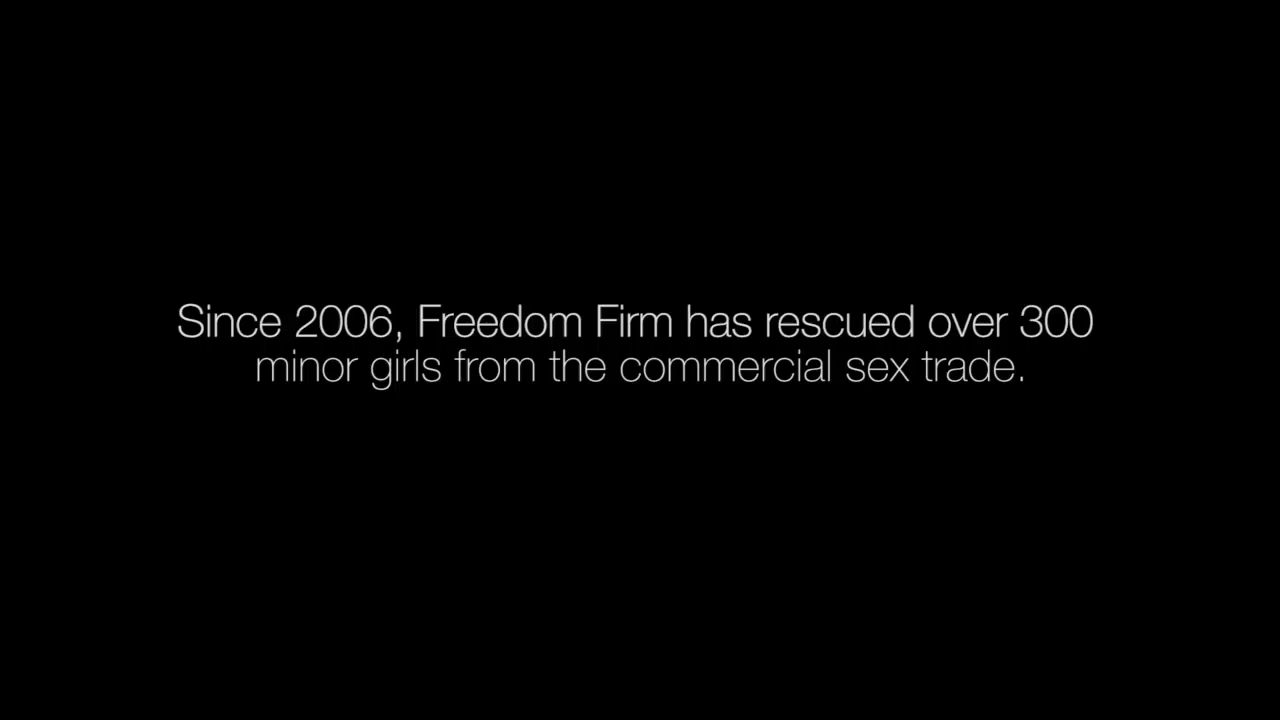 Since 2006, Freedom Firm has rescued over 300
minor girls from the commercial sex trade.